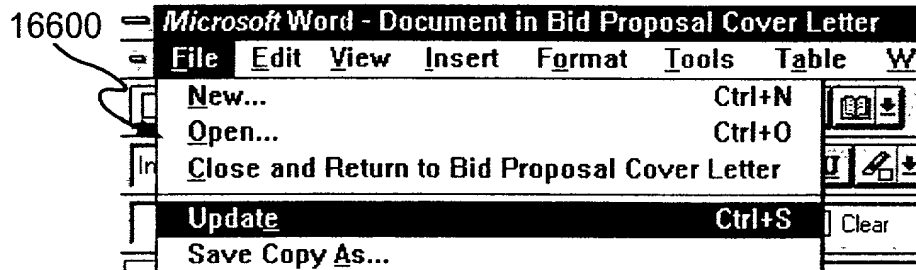 16600
Microsoft Word - Document in Bid Proposal Cover Letter
File Edit View Insert Format Tools Table W
New... Ctrl+N
Open... Ctrl+O
In Close and Return to Bid Proposal Cover Letter
Update Ctrl+S Clear
Save Copy As...